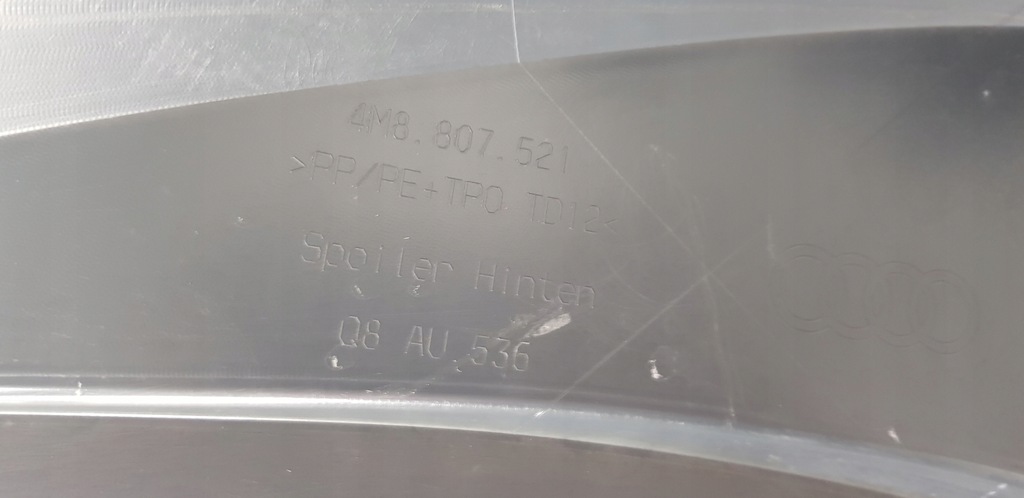 4M8.807.521
>PP/PE+TPO TD12<
Spoiler Hinten
Q8 AU 536